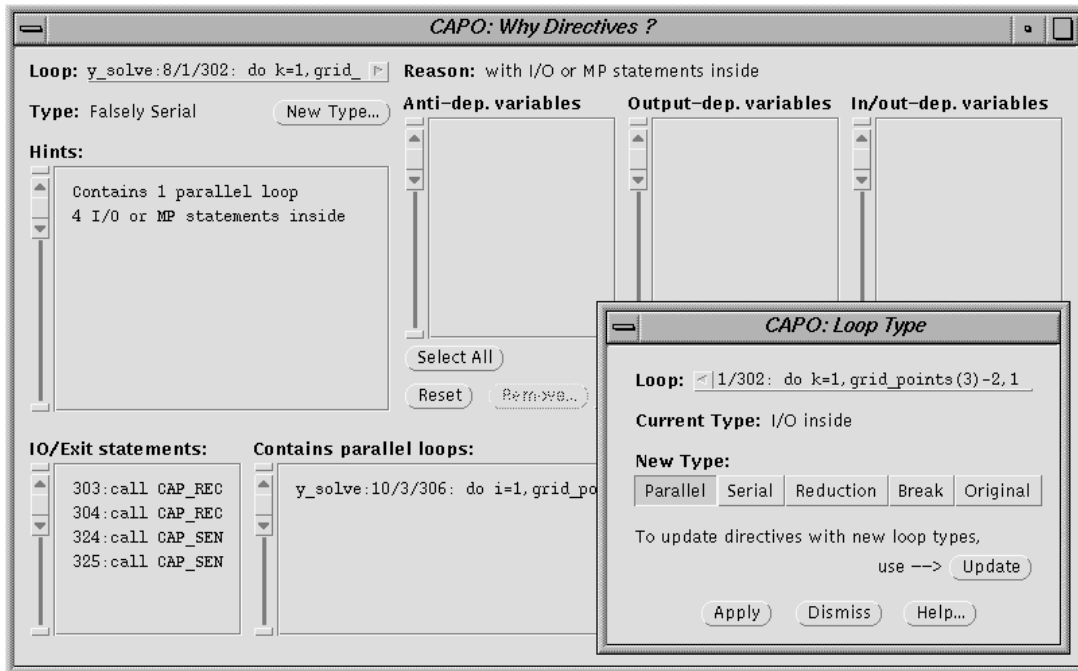 CAPO: Why Directives ?
Loop: y_solve:8/1/302: do k=1,grid_
Reason: with I/O or MP statements inside
Type: Falsely Serial
New Type...
Anti-dep. variables
Output-dep. variables
In/out-dep. variables
Hints:
Contains 1 parallel loop
4 I/O or MP statements inside
Select All
Reset
Remove...
IO/Exit statements:
303:call CAP_REC
304:call CAP_REC
324:call CAP_SEN
325:call CAP_SEN
Contains parallel loops:
y_solve:10/3/306: do i=1,grid_po
CAPO: Loop Type
Loop: 1/302: do k=1,grid_points(3)-2,1
Current Type: I/O inside
New Type:
Parallel Serial Reduction Break Original
To update directives with new loop types,
use --> Update
Apply Dismiss Help...